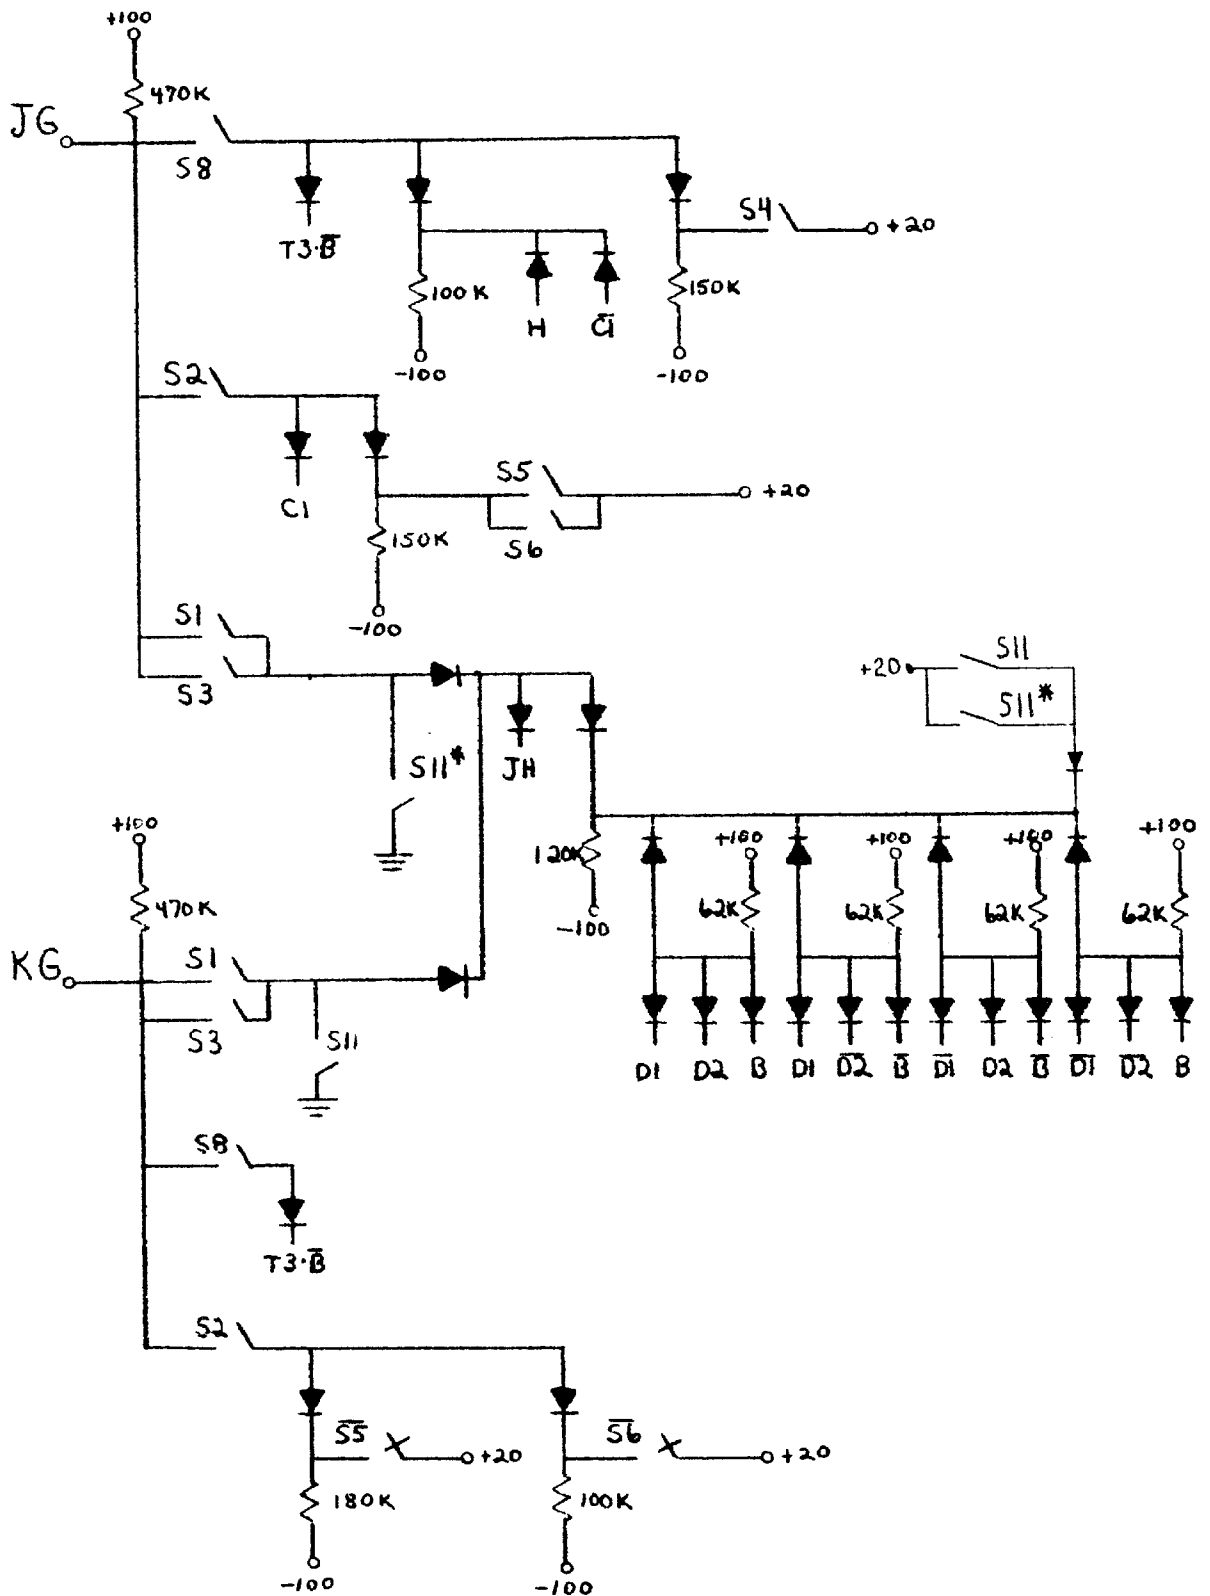 +100
470K
JG
S8
T3·B̅
S4
+20
100K
150K
H
C̅1̅
-100
-100
S2
S5
+20
C1
S6
150K
-100
S1
S3
S11
+20
S11*
S11*
JH
+100
120K
+100
+100
+100
+100
470K
62K
62K
62K
62K
-100
KG
S1
S3
S11
D1 D2 B D1 D̅2̅ B̅ D̅1̅ D2 B̅ D̅1̅ D̅2̅ B
S8
T3·B̅
S2
S̅5̅
+20
S̅6̅
+20
180K
100K
-100
-100